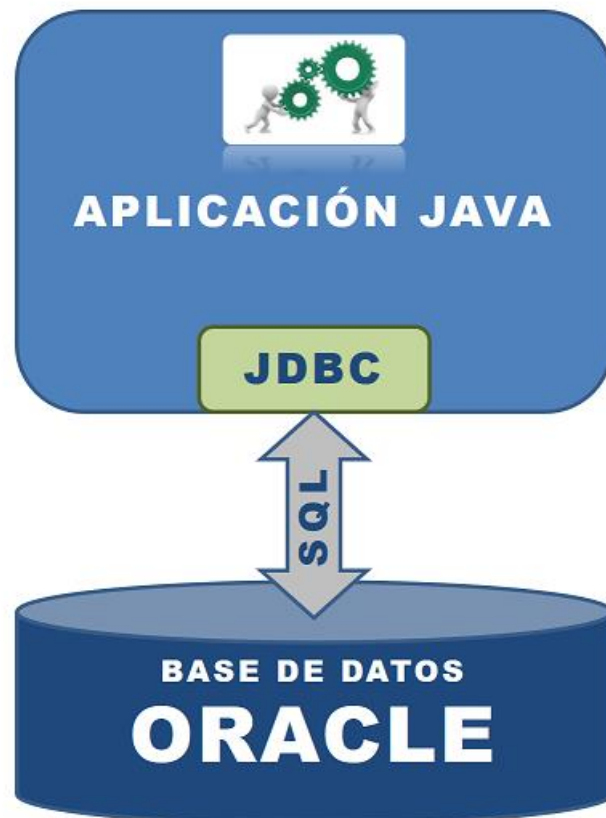 APLICACIÓN JAVA
JDBC
SQL
BASE DE DATOS
ORACLE